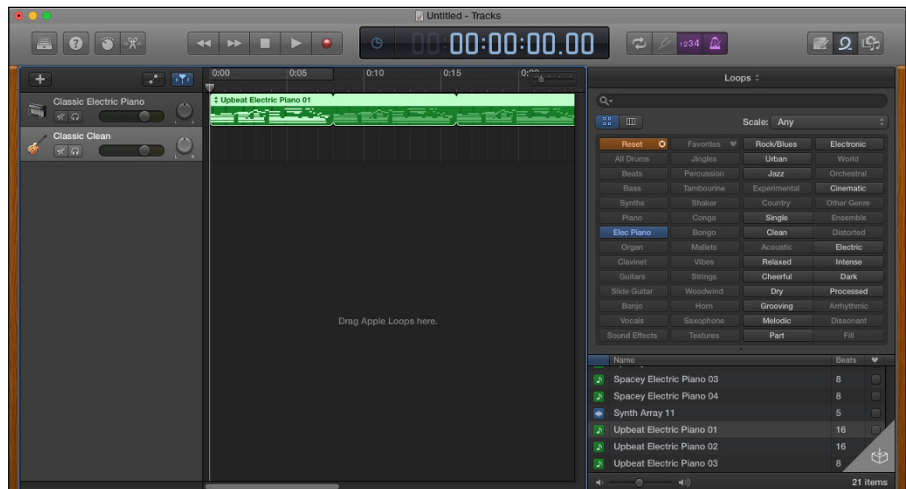 Untitled - Tracks
00:00:00.00
1234
0:00 0:05 0:10 0:15
Loops
Classic Electric Piano
Upbeat Electric Piano 01
Classic Clean
Scale: Any
Reset Favorites Rock/Blues Electronic
All Drums Jingles Urban World
Beats Percussion Jazz Orchestral
Bass Tambourine Experimental Cinematic
Synths Shaker Country Other Genre
Piano Conga Single Ensemble
Elec Piano Bongo Clean Distorted
Organ Mallets Acoustic Electric
Clavinet Vibes Relaxed Intense
Guitars Strings Cheerful Dark
Slide Guitar Woodwind Dry Processed
Banjo Horn Grooving Arrhythmic
Vocals Saxophone Melodic Dissonant
Sound Effects Textures Part Fill
Drag Apple Loops here.
Name Beats
Spacey Electric Piano 03 8
Spacey Electric Piano 04 8
Synth Array 11 5
Upbeat Electric Piano 01 16
Upbeat Electric Piano 02 16
Upbeat Electric Piano 03 8
21 items